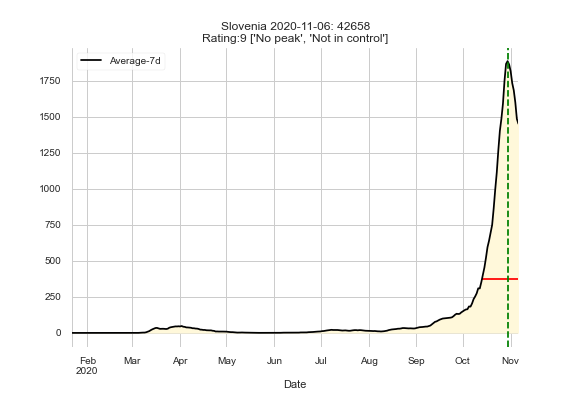 Slovenia 2020-11-06: 42658
Rating:9 ['No peak', 'Not in control']
Average-7d
1750
1500
1250
1000
750
500
250
0
Feb Mar Apr May Jun Jul Aug Sep Oct Nov
2020
Date